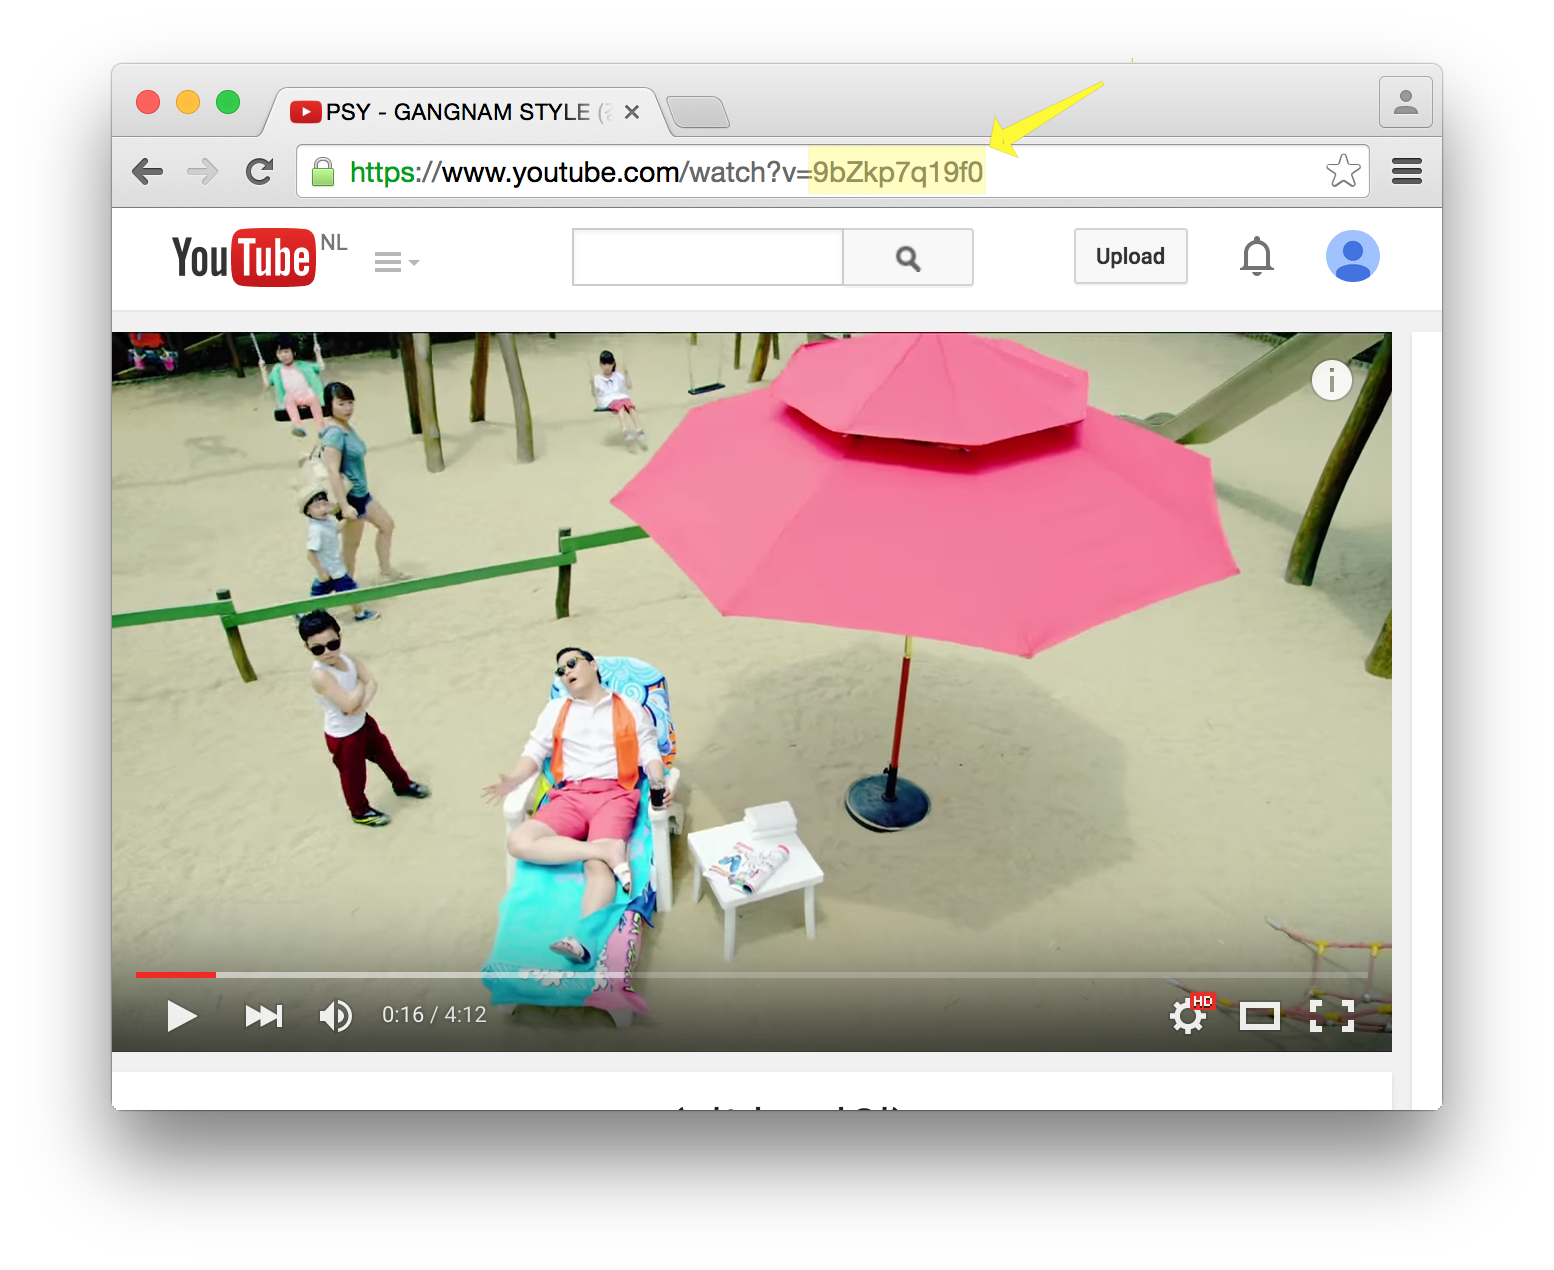 PSY - GANGNAM STYLE (
https://www.youtube.com/watch?v=9bZkp7q19f0
YouTube NL
Upload
i
0:16 / 4:12
HD